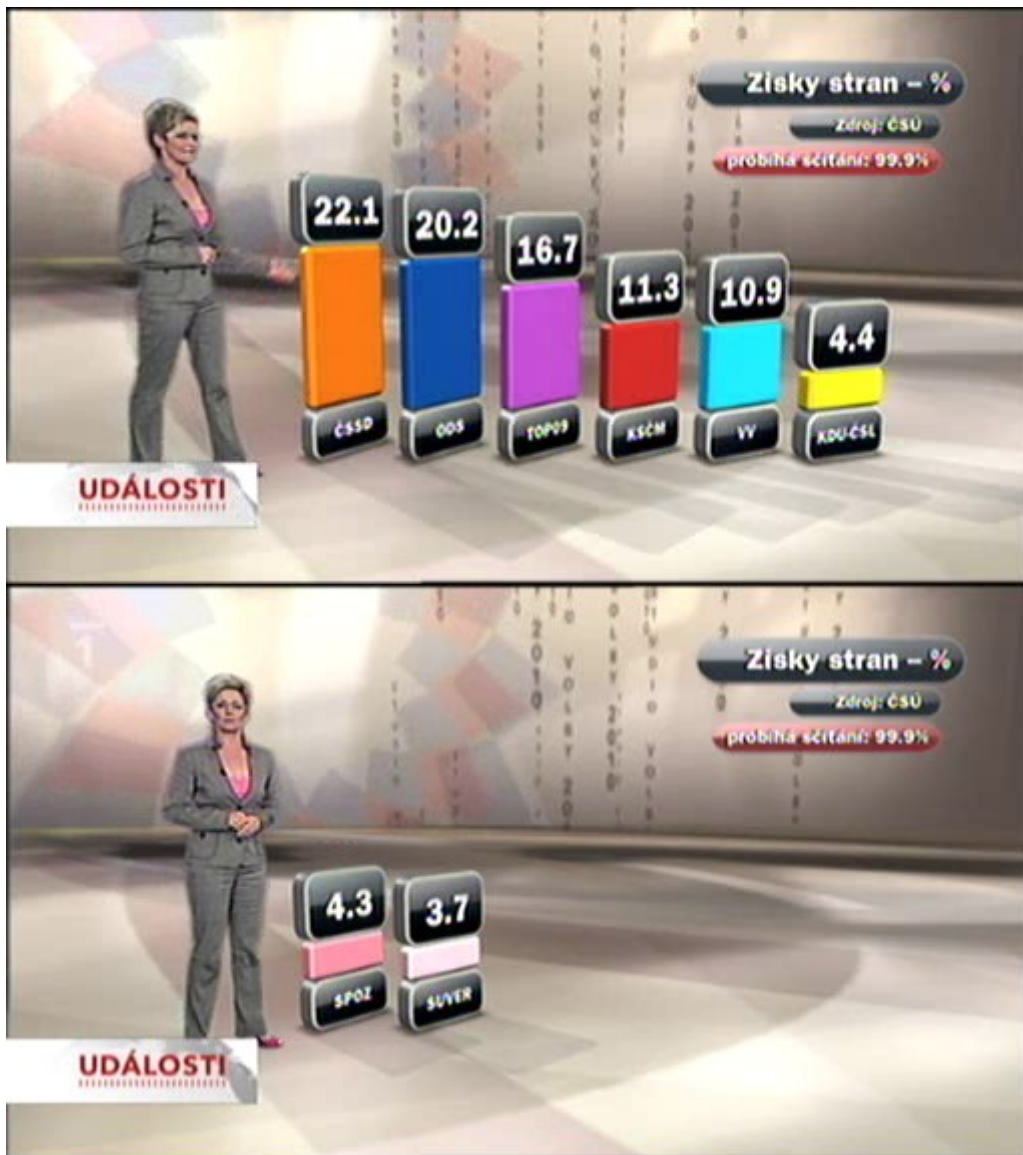 Zisky stran – %
Zdroj: ČSÚ
probíhá sčítání: 99.9%
22.1
20.2
16.7
11.3
10.9
4.4
ČSSD
ODS
TOP09
KSČM
VV
KDU-ČSL
UDÁLOSTI
Zisky stran – %
Zdroj: ČSÚ
probíhá sčítání: 99.9%
4.3
3.7
SPOZ
SUVER
UDÁLOSTI